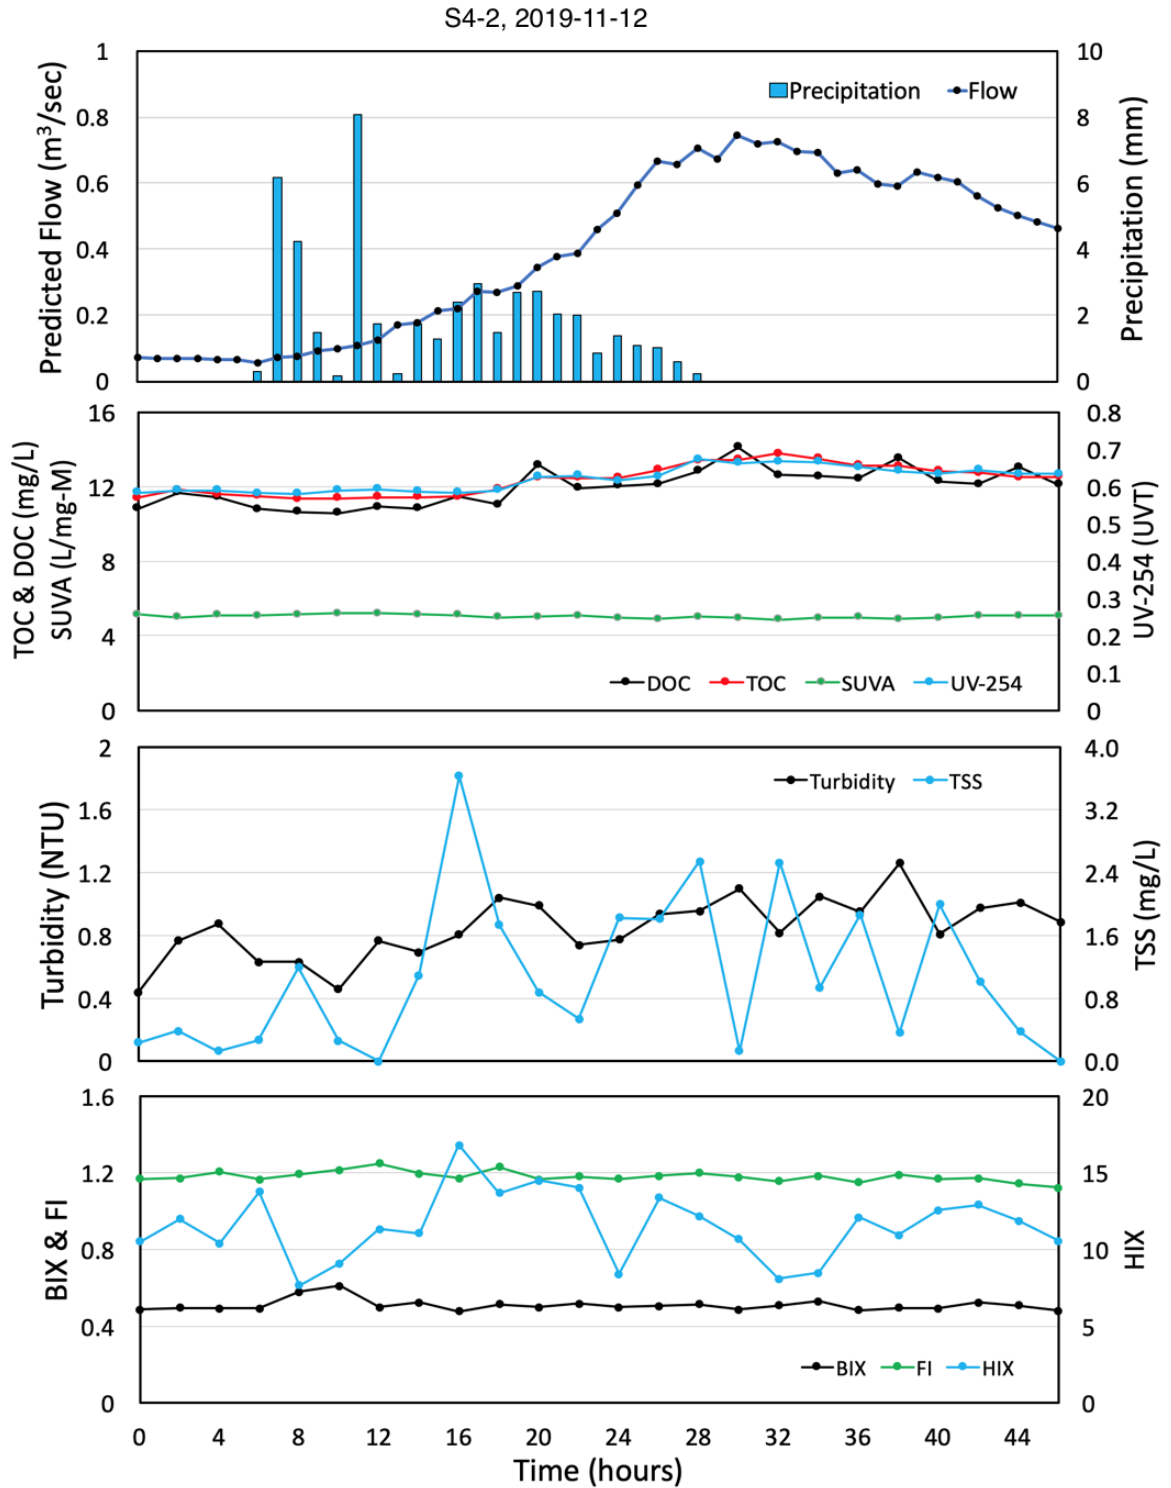 S4-2, 2019-11-12
Predicted Flow (m³/sec)
1
0.8
0.6
0.4
0.2
0
Precipitation
Flow
10
8
6
4
2
0
Precipitation (mm)
TOC & DOC (mg/L)
SUVA (L/mg-M)
16
12
8
4
0
DOC
TOC
SUVA
UV-254
0.8
0.7
0.6
0.5
0.4
0.3
0.2
0.1
0
UV-254 (UVT)
Turbidity (NTU)
2
1.6
1.2
0.8
0.4
0
Turbidity
TSS
4.0
3.2
2.4
1.6
0.8
0.0
TSS (mg/L)
BIX & FI
1.6
1.2
0.8
0.4
0
BIX
FI
HIX
20
15
10
5
0
HIX
0 4 8 12 16 20 24 28 32 36 40 44
Time (hours)